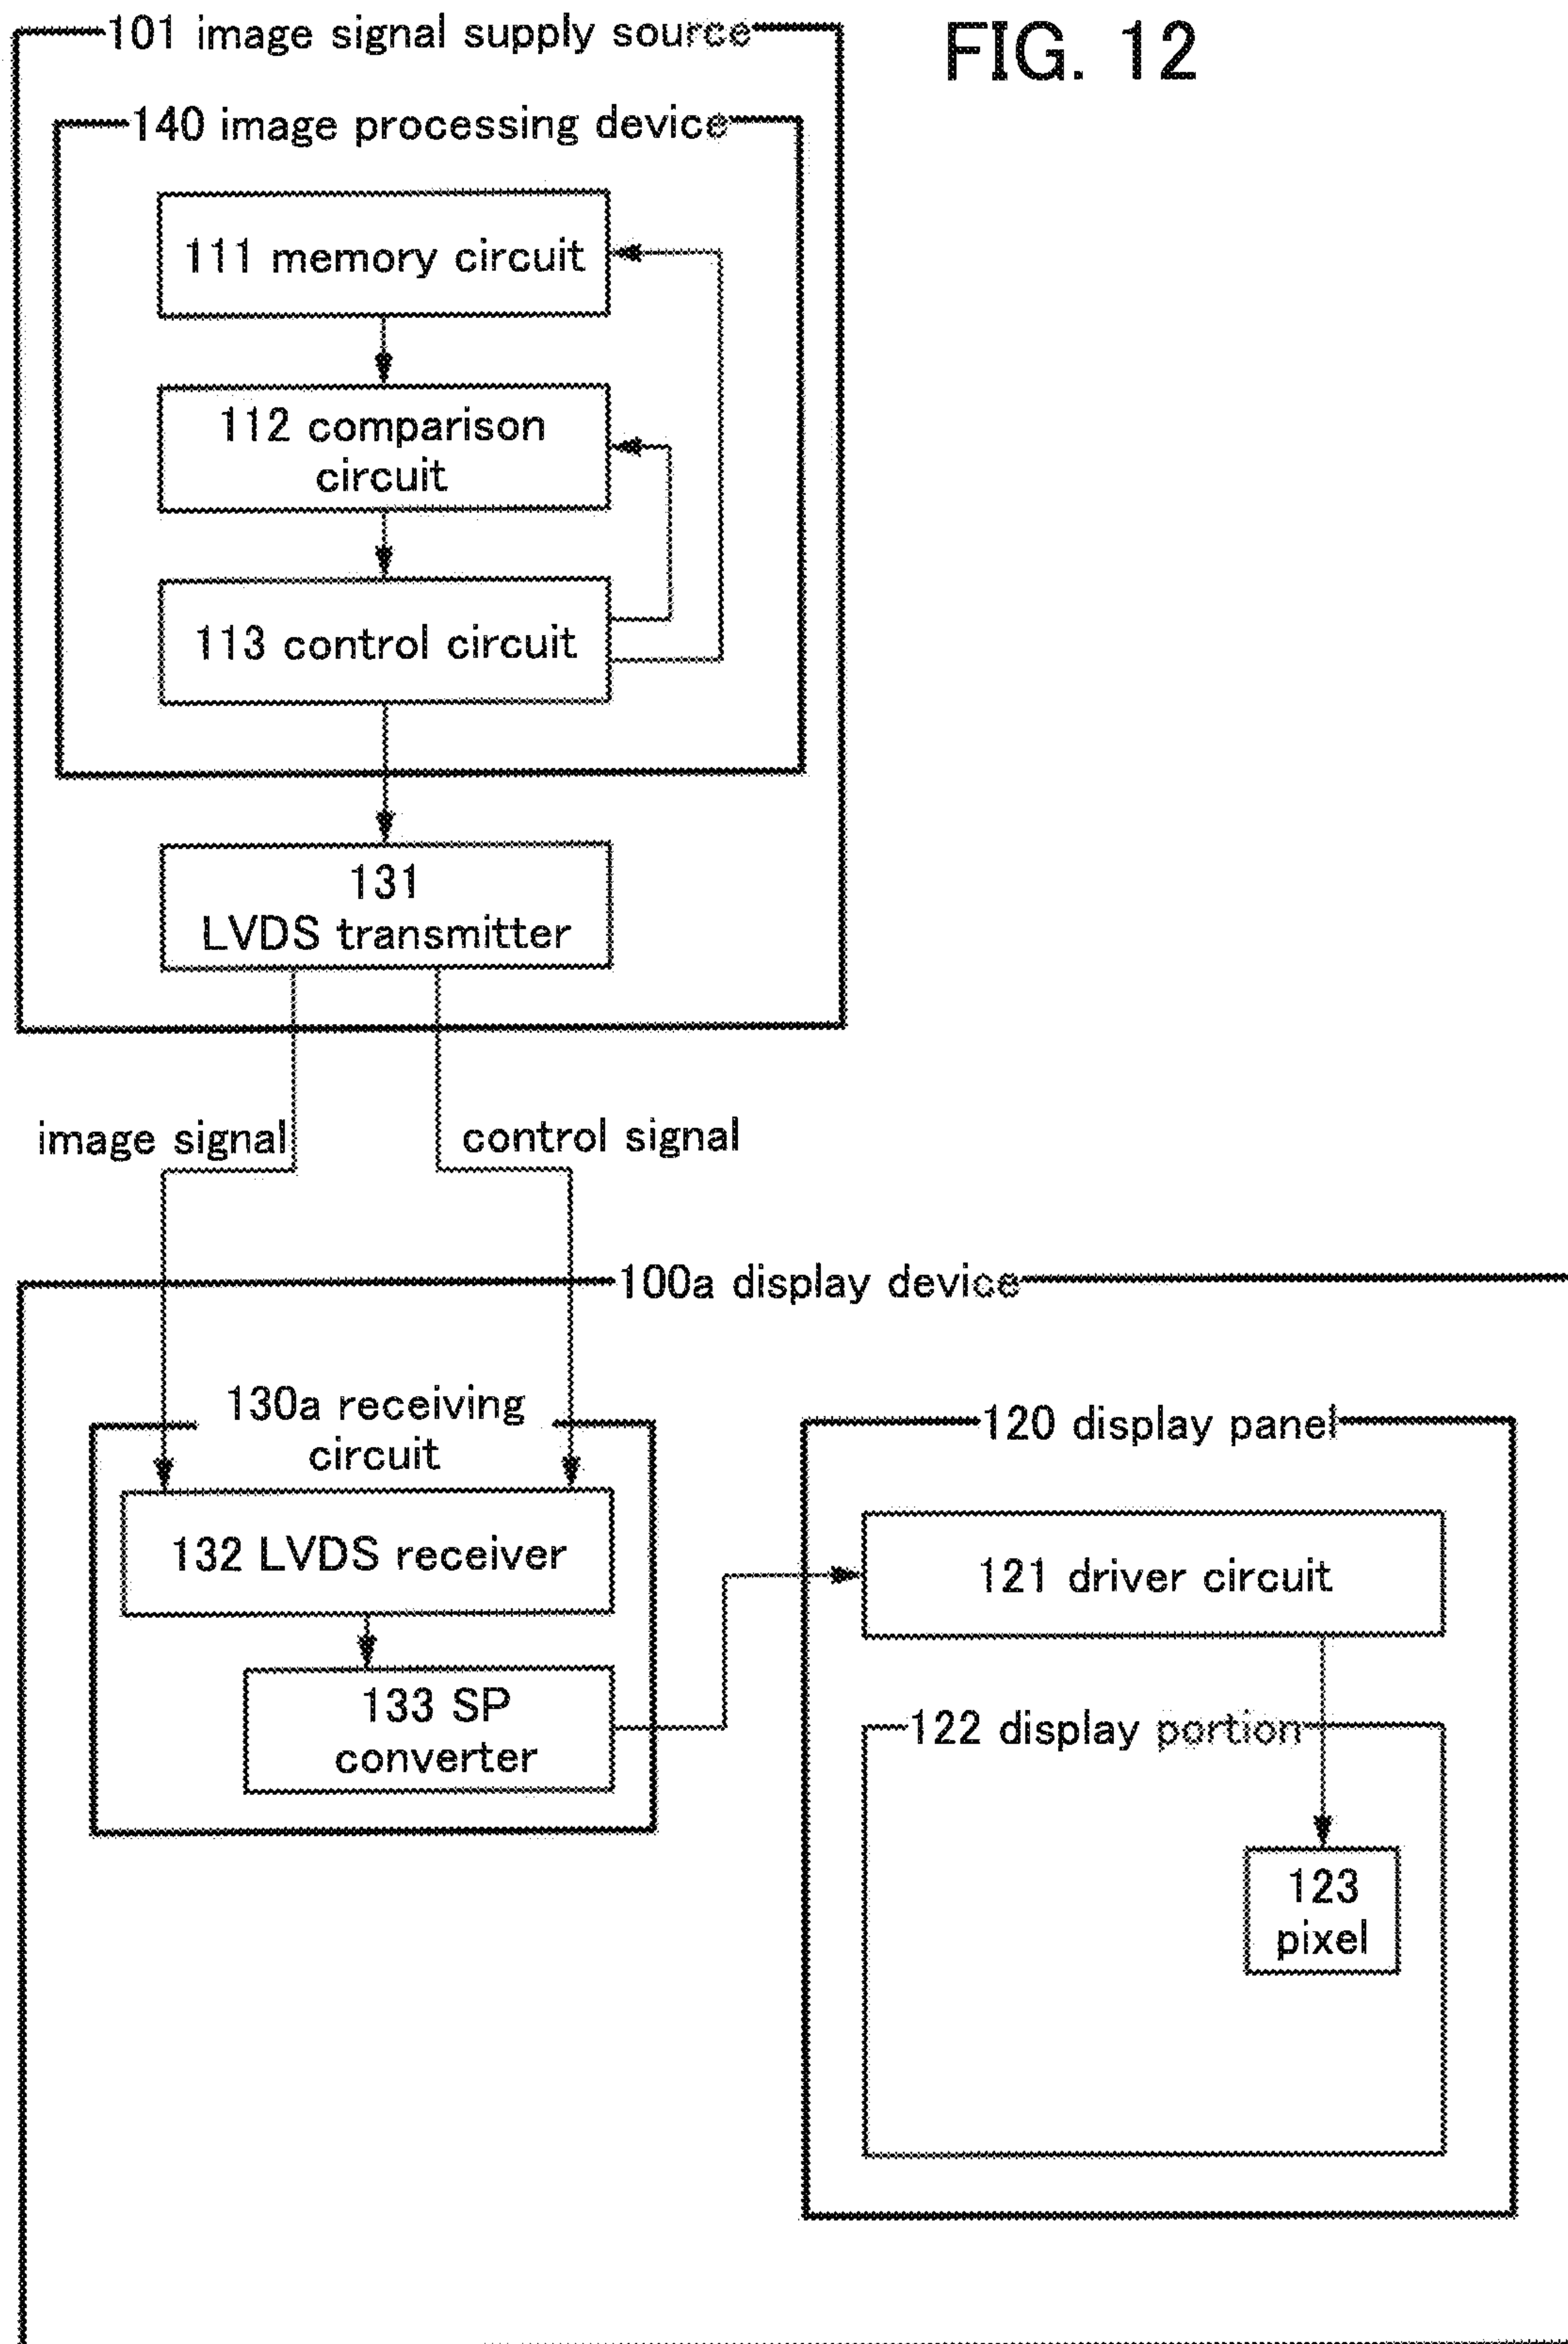 FIG. 12
101 image signal supply source
140 image processing device
111 memory circuit
112 comparison
circuit
113 control circuit
131
LVDS transmitter
image signal
control signal
100a display device
130a receiving
circuit
132 LVDS receiver
133 SP
converter
120 display panel
121 driver circuit
122 display portion
123
pixel